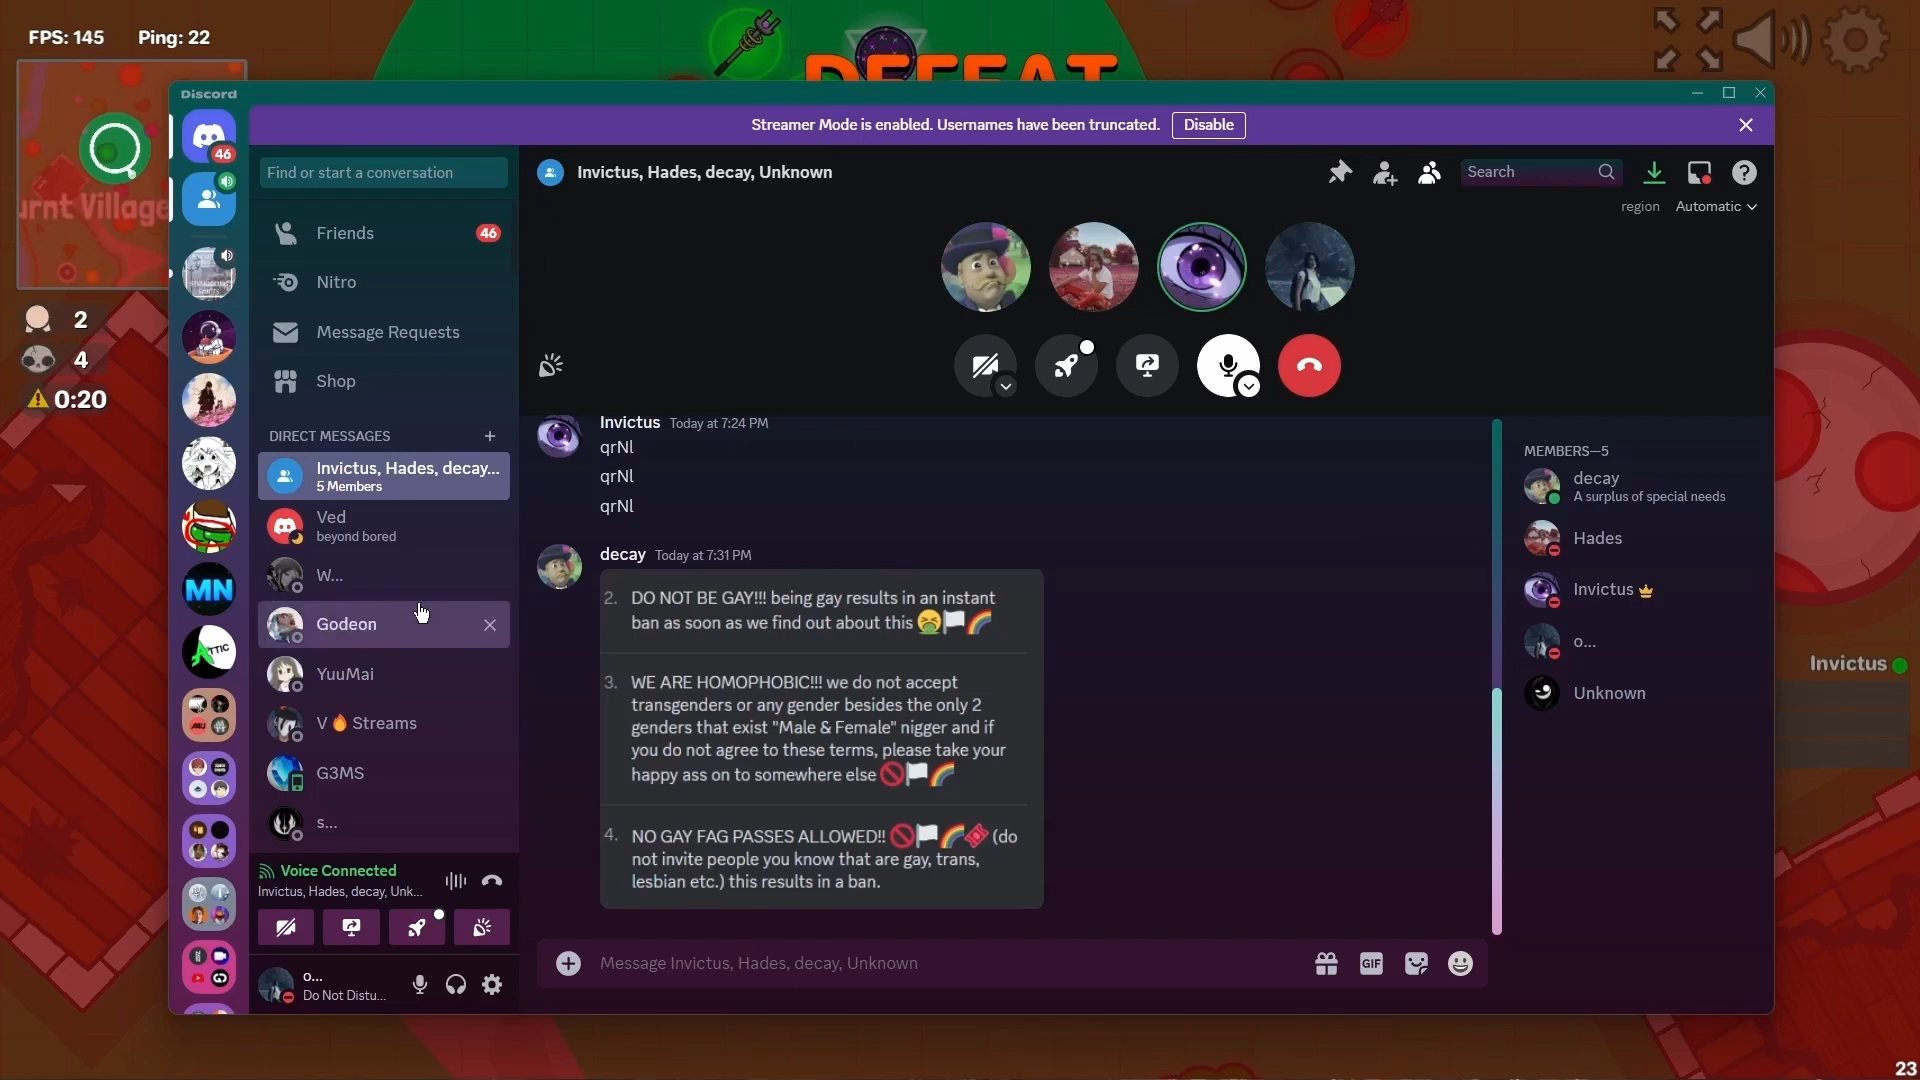 FPS: 145
Ping: 22
DEFEAT
Discord
Streamer Mode is enabled. Usernames have been truncated.
Disable
46
Find or start a conversation
Invictus, Hades, decay, Unknown
Search
region
Automatic
urnt Village
Friends
46
Nitro
Message Requests
Shop
2
4
0:20
DIRECT MESSAGES
Invictus, Hades, decay...
5 Members
Ved
beyond bored
W...
Godeon
YuuMai
V🔥Streams
G3MS
s...
MN
TTIC
Voice Connected
Invictus, Hades, decay, Unk...
o...
Do Not Distu...
Invictus
Today at 7:24 PM
qrNl
qrNl
qrNl
decay
Today at 7:31 PM
2. DO NOT BE GAY!!! being gay results in an instant
ban as soon as we find out about this 🤮🏳️🌈
3. WE ARE HOMOPHOBIC!!! we do not accept
transgenders or any gender besides the only 2
genders that exist "Male & Female" nigger and if
you do not agree to these terms, please take your
happy ass on to somewhere else 🚫🏳️🌈
4. NO GAY FAG PASSES ALLOWED!! 🚫🏳️🌈🎟️ (do
not invite people you know that are gay, trans,
lesbian etc.) this results in a ban.
Message Invictus, Hades, decay, Unknown
GIF
MEMBERS—5
decay
A surplus of special needs
Hades
Invictus
o...
Unknown
Invictus
23